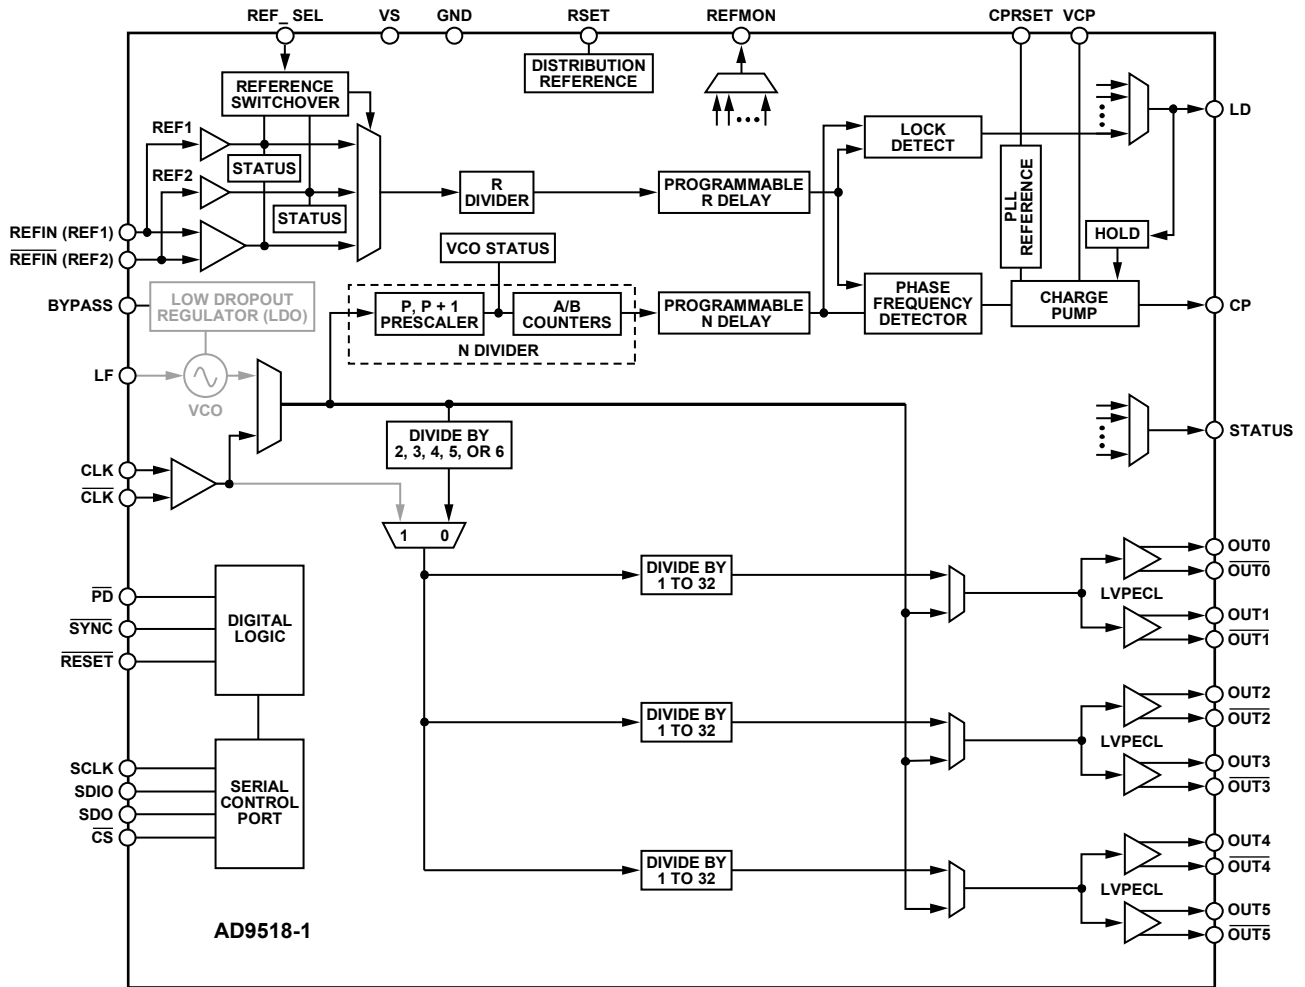 REF_ SEL
VS
GND
RSET
REFMON
CPRSET
VCP
DISTRIBUTION
REFERENCE
REFERENCE
SWITCHOVER
REF1
STATUS
REF2
STATUS
R
DIVIDER
PROGRAMMABLE
R DELAY
LOCK
DETECT
PLL
REFERENCE
LD
HOLD
REFIN (REF1)
REFIN (REF2)
VCO STATUS
BYPASS
LOW DROPOUT
REGULATOR (LDO)
P, P + 1
PRESCALER
A/B
COUNTERS
N DIVIDER
PROGRAMMABLE
N DELAY
PHASE
FREQUENCY
DETECTOR
CHARGE
PUMP
CP
LF
VCO
DIVIDE BY
2, 3, 4, 5, OR 6
STATUS
CLK
CLK
1 0
DIVIDE BY
1 TO 32
LVPECL
OUT0
OUT0
OUT1
OUT1
PD
SYNC
RESET
DIGITAL
LOGIC
DIVIDE BY
1 TO 32
LVPECL
OUT2
OUT2
OUT3
OUT3
SCLK
SDIO
SDO
CS
SERIAL
CONTROL
PORT
DIVIDE BY
1 TO 32
LVPECL
OUT4
OUT4
OUT5
OUT5
AD9518-1